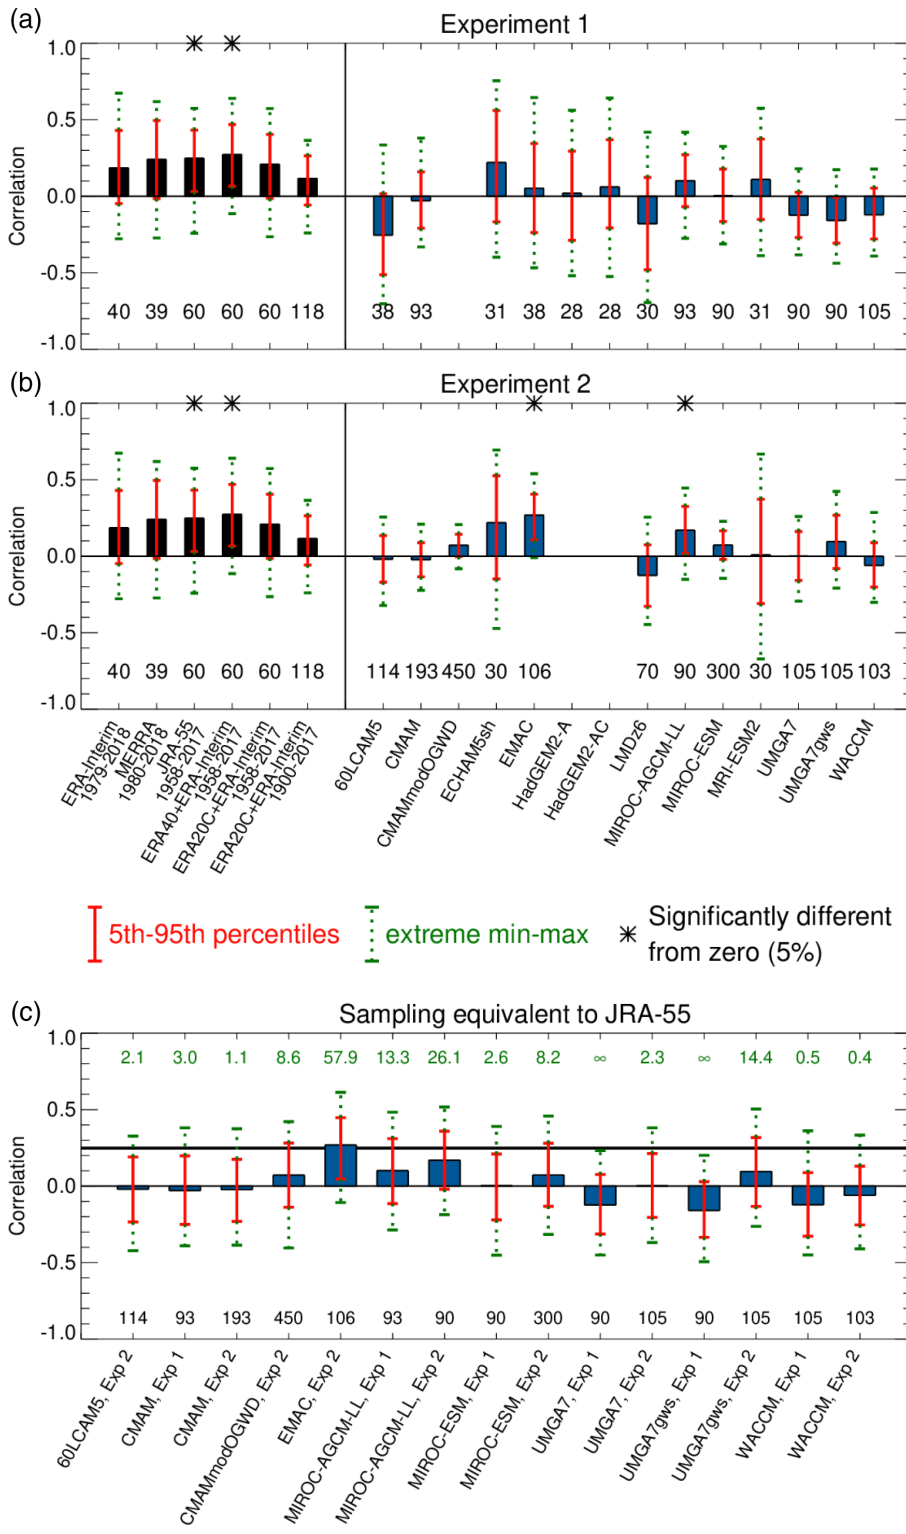 (a)
Experiment 1
Correlation
1.0
0.5
0.0
-0.5
-1.0
40 39 60 60 60 118 38 93 31 38 28 28 30 93 90 31 90 90 105
(b)
Experiment 2
Correlation
1.0
0.5
0.0
-0.5
-1.0
40 39 60 60 60 118 114 193 450 30 106 70 90 300 30 105 105 103
ERA-Interim
1979-2018
MERRA
1980-2018
JRA-55
1958-2017
ERA40+ERA-Interim
1958-2017
ERA20C+ERA-Interim
1958-2017
ERA20C+ERA-Interim
1900-2017
60LCAM5
CMAM
CMAMmodOGWD
ECHAM5sh
EMAC
HadGEM2-A
HadGEM2-AC
LMDz6
MIROC-AGCM-LL
MIROC-ESM
MRI-ESM2
UMGA7
UMGA7gws
WACCM
5th-95th percentiles
extreme min-max
Significantly different
from zero (5%)
(c)
Sampling equivalent to JRA-55
Correlation
1.0
0.5
0.0
-0.5
-1.0
2.1 3.0 1.1 8.6 57.9 13.3 26.1 2.6 8.2 ∞ 2.3 ∞ 14.4 0.5 0.4
114 93 193 450 106 93 90 90 300 90 105 90 105 105 103
60LCAM5, Exp 2
CMAM, Exp 1
CMAM, Exp 2
CMAMmodOGWD, Exp 2
EMAC, Exp 2
MIROC-AGCM-LL, Exp 1
MIROC-AGCM-LL, Exp 2
MIROC-ESM, Exp 1
MIROC-ESM, Exp 2
UMGA7, Exp 1
UMGA7, Exp 2
UMGA7gws, Exp 1
UMGA7gws, Exp 2
WACCM, Exp 1
WACCM, Exp 2